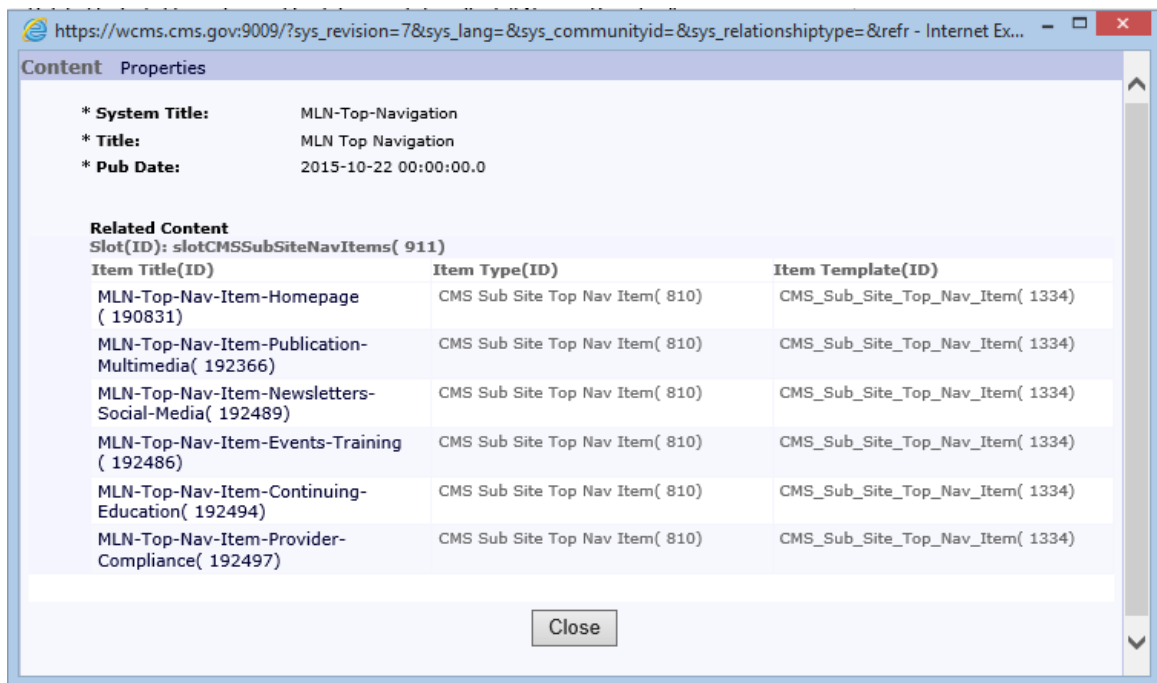 https://wcms.cms.gov:9009/?sys_revision=7&sys_lang=&sys_communityid=&sys_relationshiptype=&refr - Internet Ex...
Content Properties
* System Title: MLN-Top-Navigation
* Title: MLN Top Navigation
* Pub Date: 2015-10-22 00:00:00.0
Related Content
Slot(ID): slotCMSSubSiteNavItems( 911)
Item Title(ID) Item Type(ID) Item Template(ID)
MLN-Top-Nav-Item-Homepage CMS Sub Site Top Nav Item( 810) CMS_Sub_Site_Top_Nav_Item( 1334)
( 190831)
MLN-Top-Nav-Item-Publication- CMS Sub Site Top Nav Item( 810) CMS_Sub_Site_Top_Nav_Item( 1334)
Multimedia( 192366)
MLN-Top-Nav-Item-Newsletters- CMS Sub Site Top Nav Item( 810) CMS_Sub_Site_Top_Nav_Item( 1334)
Social-Media( 192489)
MLN-Top-Nav-Item-Events-Training CMS Sub Site Top Nav Item( 810) CMS_Sub_Site_Top_Nav_Item( 1334)
( 192486)
MLN-Top-Nav-Item-Continuing- CMS Sub Site Top Nav Item( 810) CMS_Sub_Site_Top_Nav_Item( 1334)
Education( 192494)
MLN-Top-Nav-Item-Provider- CMS Sub Site Top Nav Item( 810) CMS_Sub_Site_Top_Nav_Item( 1334)
Compliance( 192497)
Close